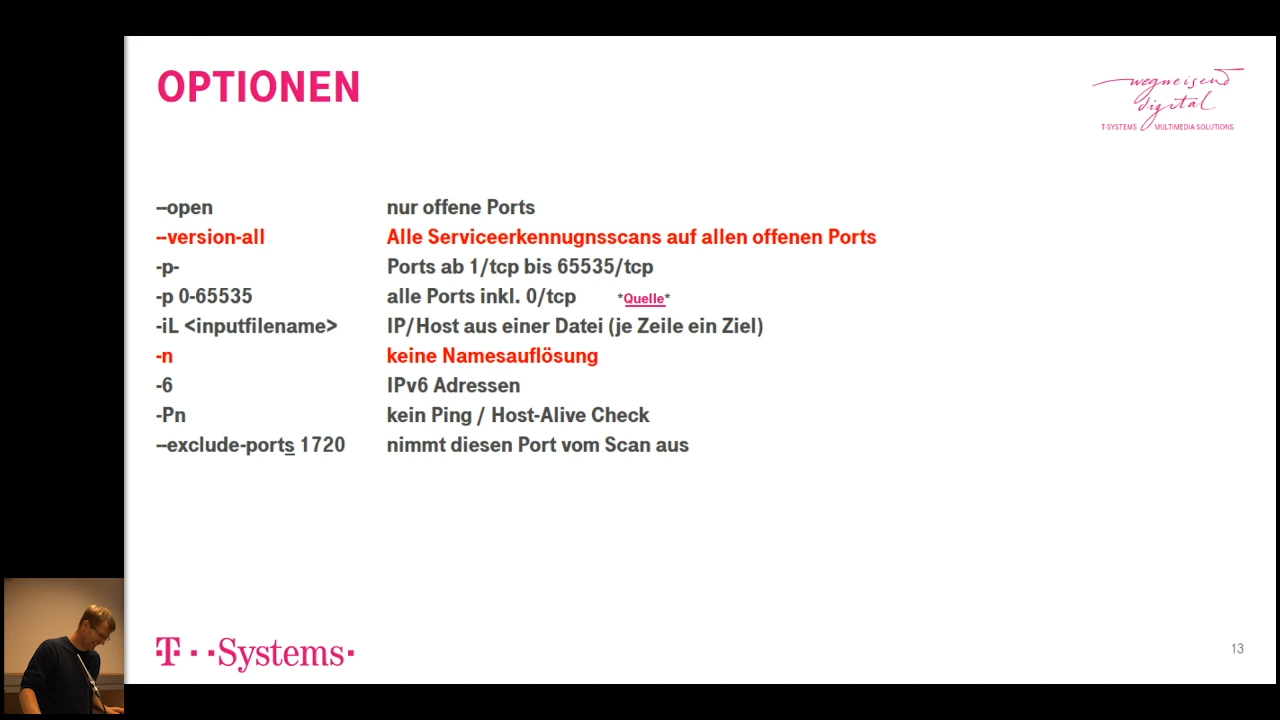 OPTIONEN
wegweisend
digital
T-SYSTEMS MULTIMEDIA SOLUTIONS
--open nur offene Ports
--version-all Alle Serviceerkennugnsscans auf allen offenen Ports
-p- Ports ab 1/tcp bis 65535/tcp
-p 0-65535 alle Ports inkl. 0/tcp *Quelle*
-iL <inputfilename> IP/Host aus einer Datei (je Zeile ein Ziel)
-n keine Namesauflösung
-6 IPv6 Adressen
-Pn kein Ping / Host-Alive Check
--exclude-ports 1720 nimmt diesen Port vom Scan aus
T··Systems·
13